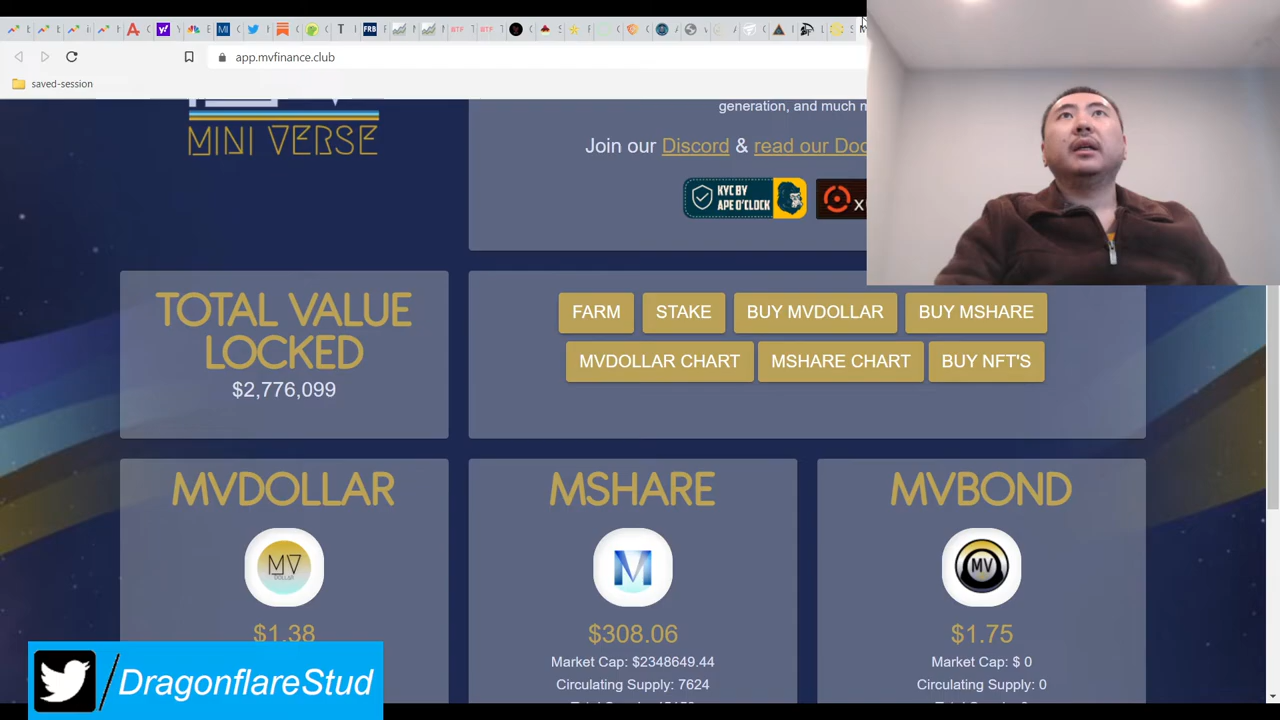 app.mvfinance.club
saved-session
MINI VERSE
generation, and much
Join our Discord & read our Doc
KYC BY
APE O'CLOCK
TOTAL VALUE
LOCKED
$2,776,099
FARM
STAKE
BUY MVDOLLAR
BUY MSHARE
MVDOLLAR CHART
MSHARE CHART
BUY NFT'S
MVDOLLAR
MV
DOLLAR
$1.38
MSHARE
M
$308.06
Market Cap: $2348649.44
Circulating Supply: 7624
MVBOND
MV
$1.75
Market Cap: $ 0
Circulating Supply: 0
DragonflareStud